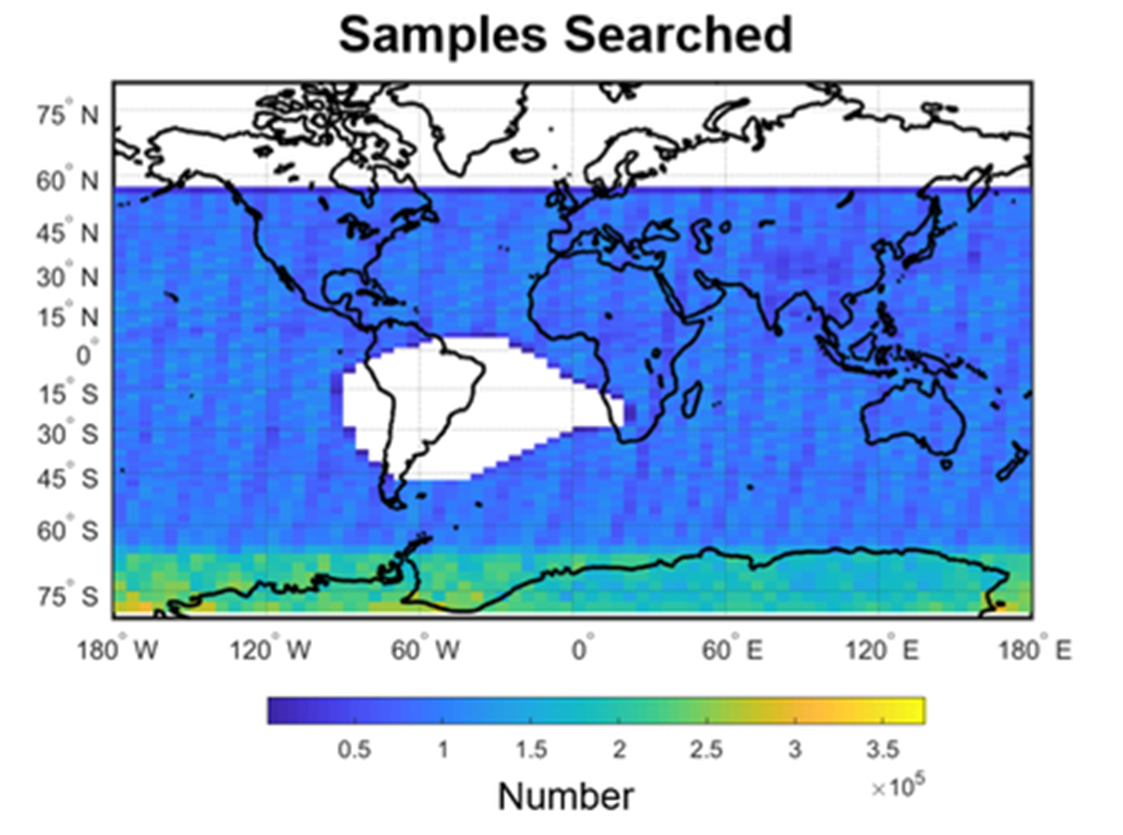 Samples Searched
75° N
60° N
45° N
30° N
15° N
0°
15° S
30° S
45° S
60° S
75° S
180° W 120° W 60° W 0° 60° E 120° E 180° E
0.5 1 1.5 2 2.5 3 3.5
×10⁵
Number